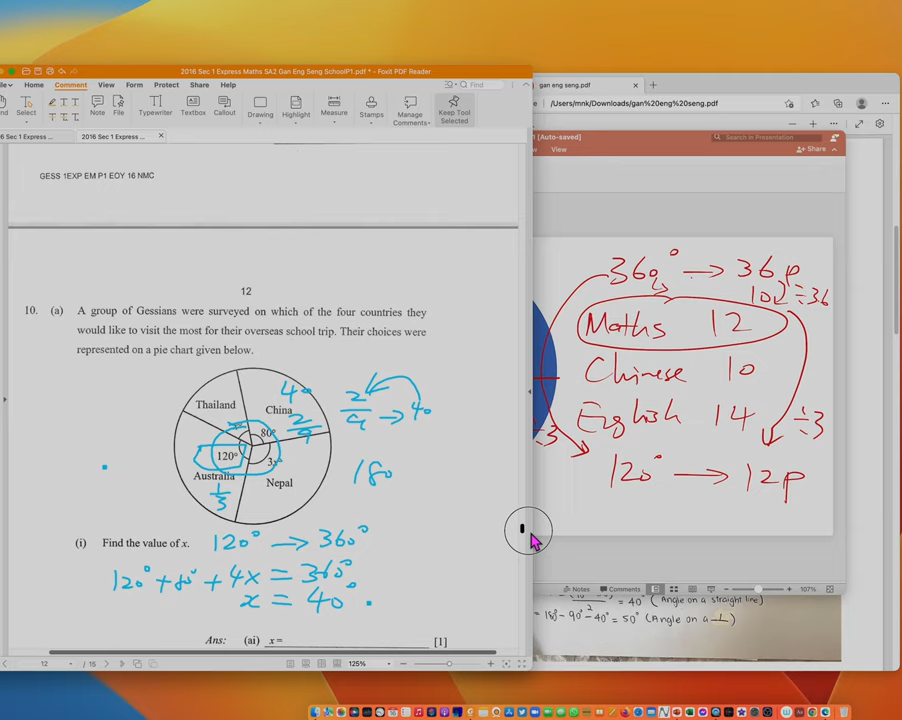 2016 Sec 1 Express Maths SA2 Gan Eng Seng SchoolP1.pdf * - Foxit PDF Reader
Home Comment View Form Protect Share Help Find
Select Note File Typewriter Textbox Callout Drawing Highlight Measure Stamps Manage Comments Keep Tool Selected
6 Sec 1 Express ... 2016 Sec 1 Express ...
GESS 1EXP EM P1 EOY 16 NMC
12
10. (a) A group of Gessians were surveyed on which of the four countries they
would like to visit the most for their overseas school trip. Their choices were
represented on a pie chart given below.
Thailand
China
40
2/9
80°
120°
3x°
Australia
1/3
Nepal
2/9 → 40
180
(i) Find the value of x. 120° → 360°
120° + 80° + 4x = 360°
x = 40°
Ans: (ai) x = [1]
12 / 15
125%
gan eng seng.pdf
/Users/mnk/Downloads/gan%20eng%20seng.pdf
[Auto-saved]
Search in Presentation
View
Share
360° → 36p
102 ÷36
Maths 12
Chinese 10
English 14
÷3
÷3
120° → 12p
Notes Comments 107%
= 40° (Angle on a straight line)
= 180° - 90° - 40° = 50° (Angle on a